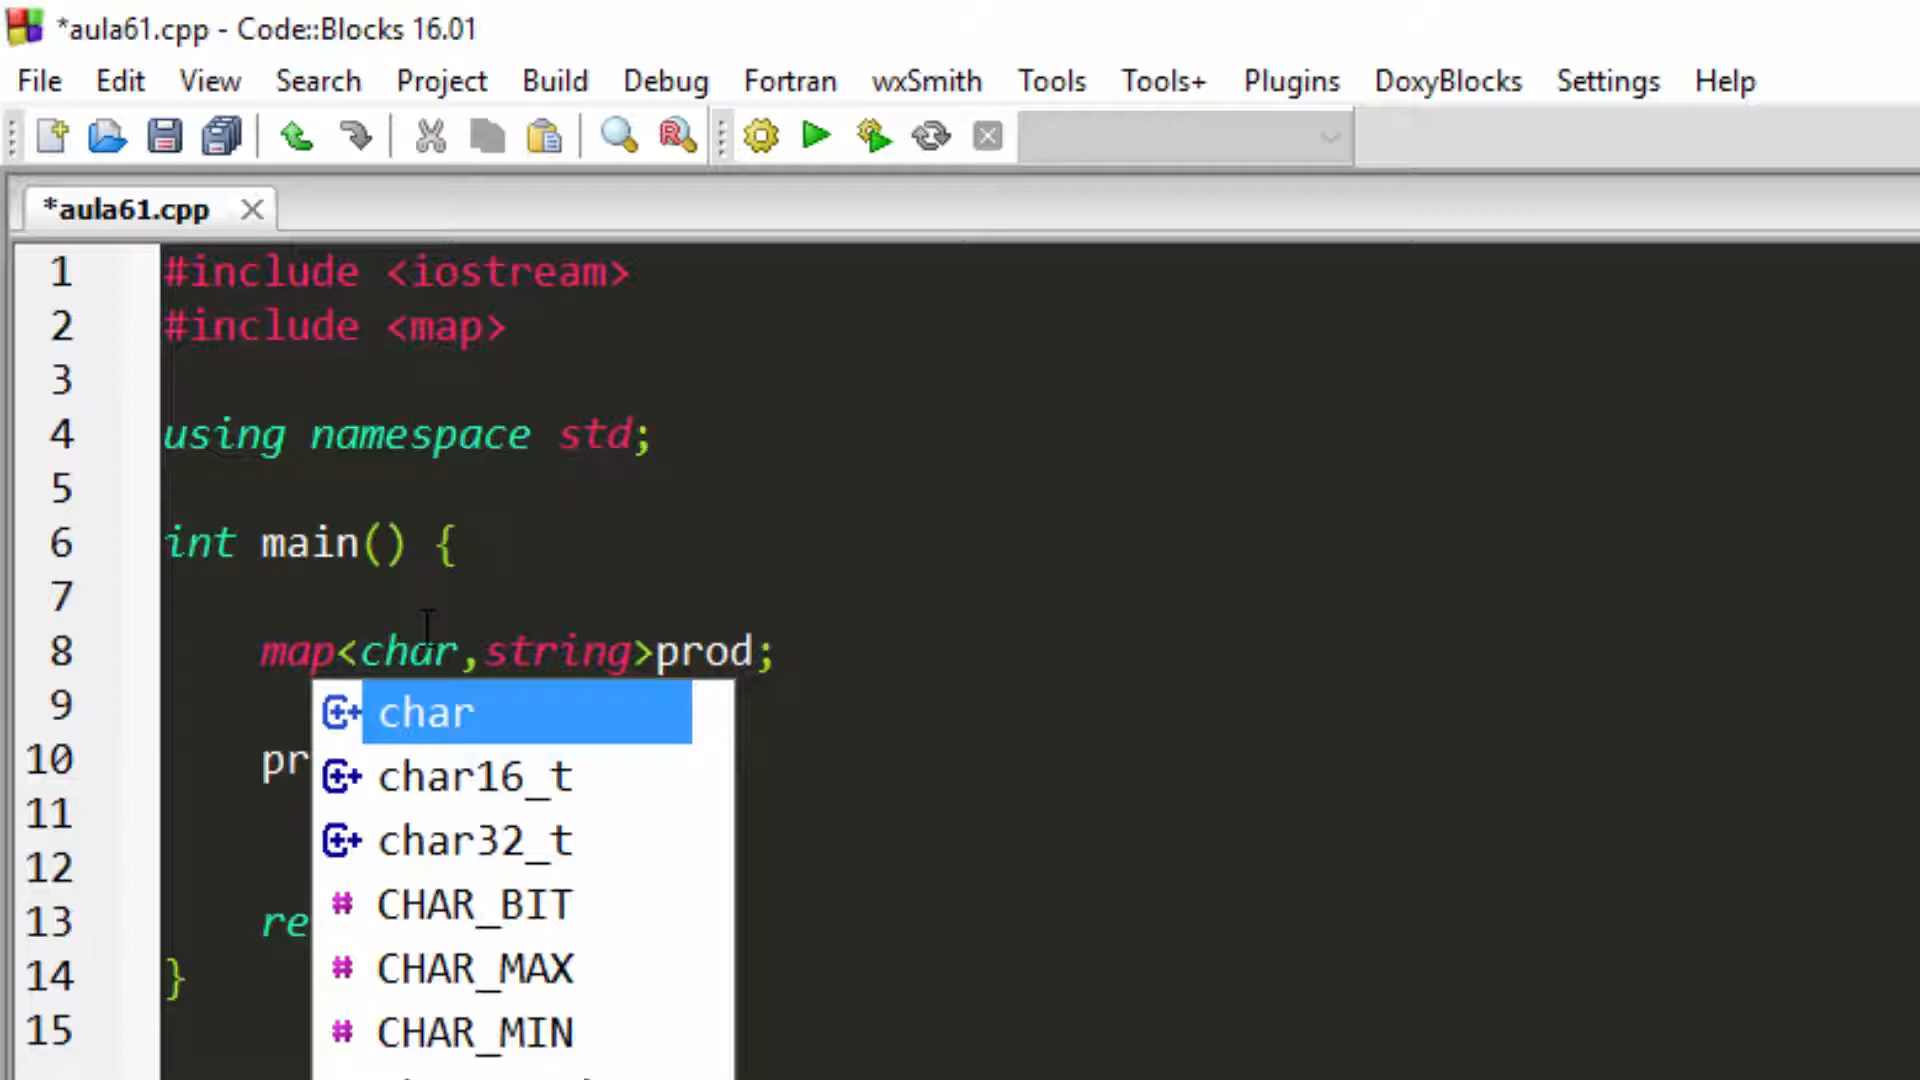 *aula61.cpp - Code::Blocks 16.01
File Edit View Search Project Build Debug Fortran wxSmith Tools Tools+ Plugins DoxyBlocks Settings Help
*aula61.cpp
1 #include <iostream>
2 #include <map>
3
4 using namespace std;
5
6 int main() {
7
8 map<char,string>prod;
9 char
10 pr char16_t
11 char32_t
12 CHAR_BIT
13 re
14 } CHAR_MAX
15 CHAR_MIN